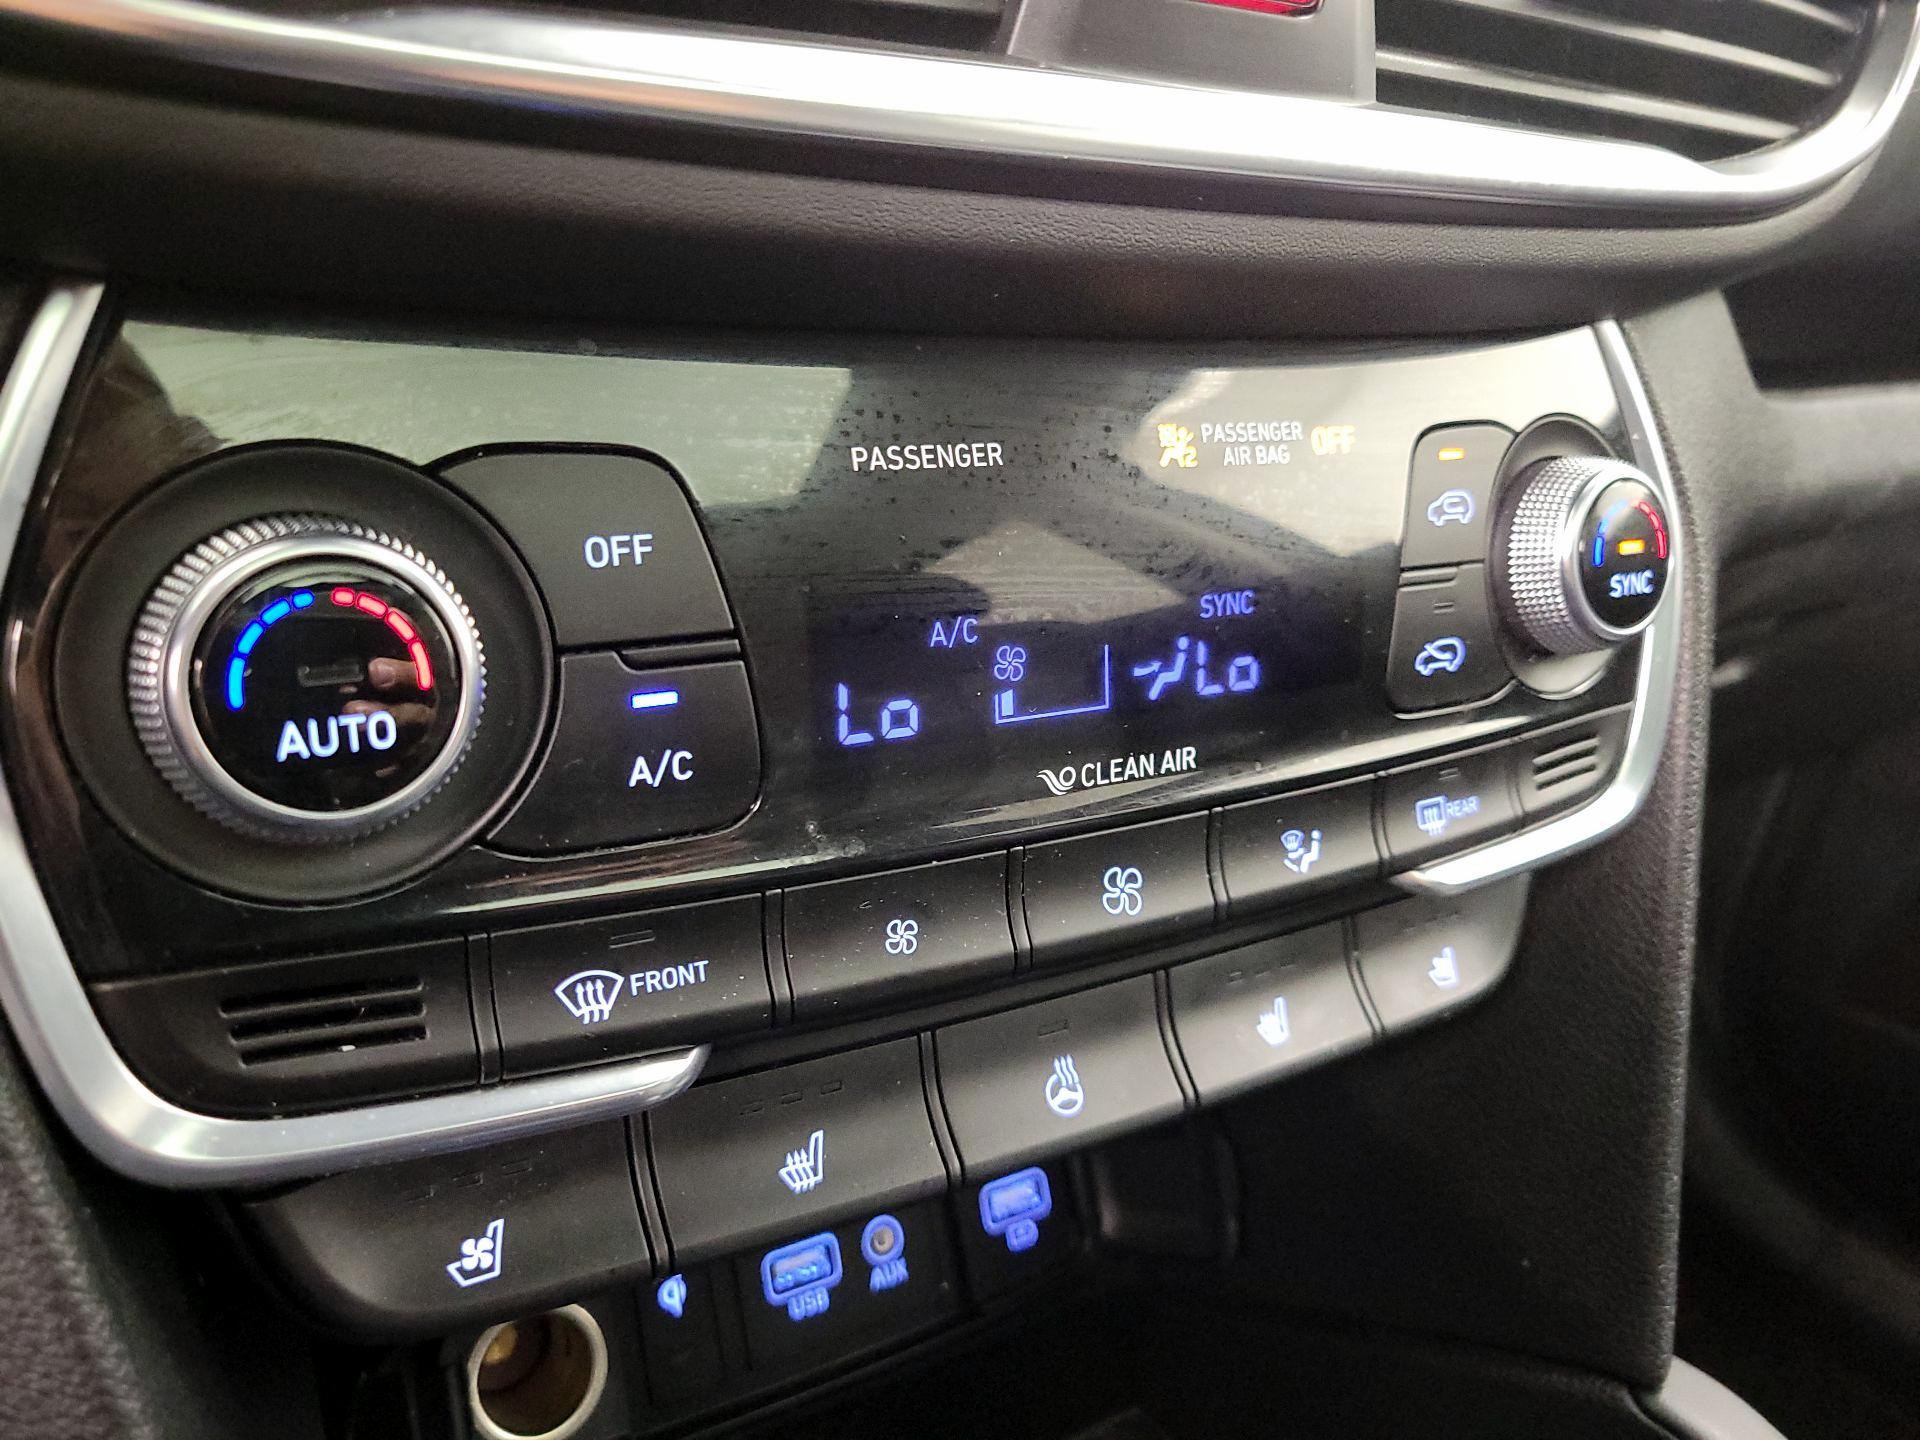 PASSENGER
PASSENGER
AIR BAG
OFF
OFF
SYNC
A/C
SYNC
Lo
Lo
AUTO
A/C
CLEAN AIR
REAR
FRONT
USB
AUX